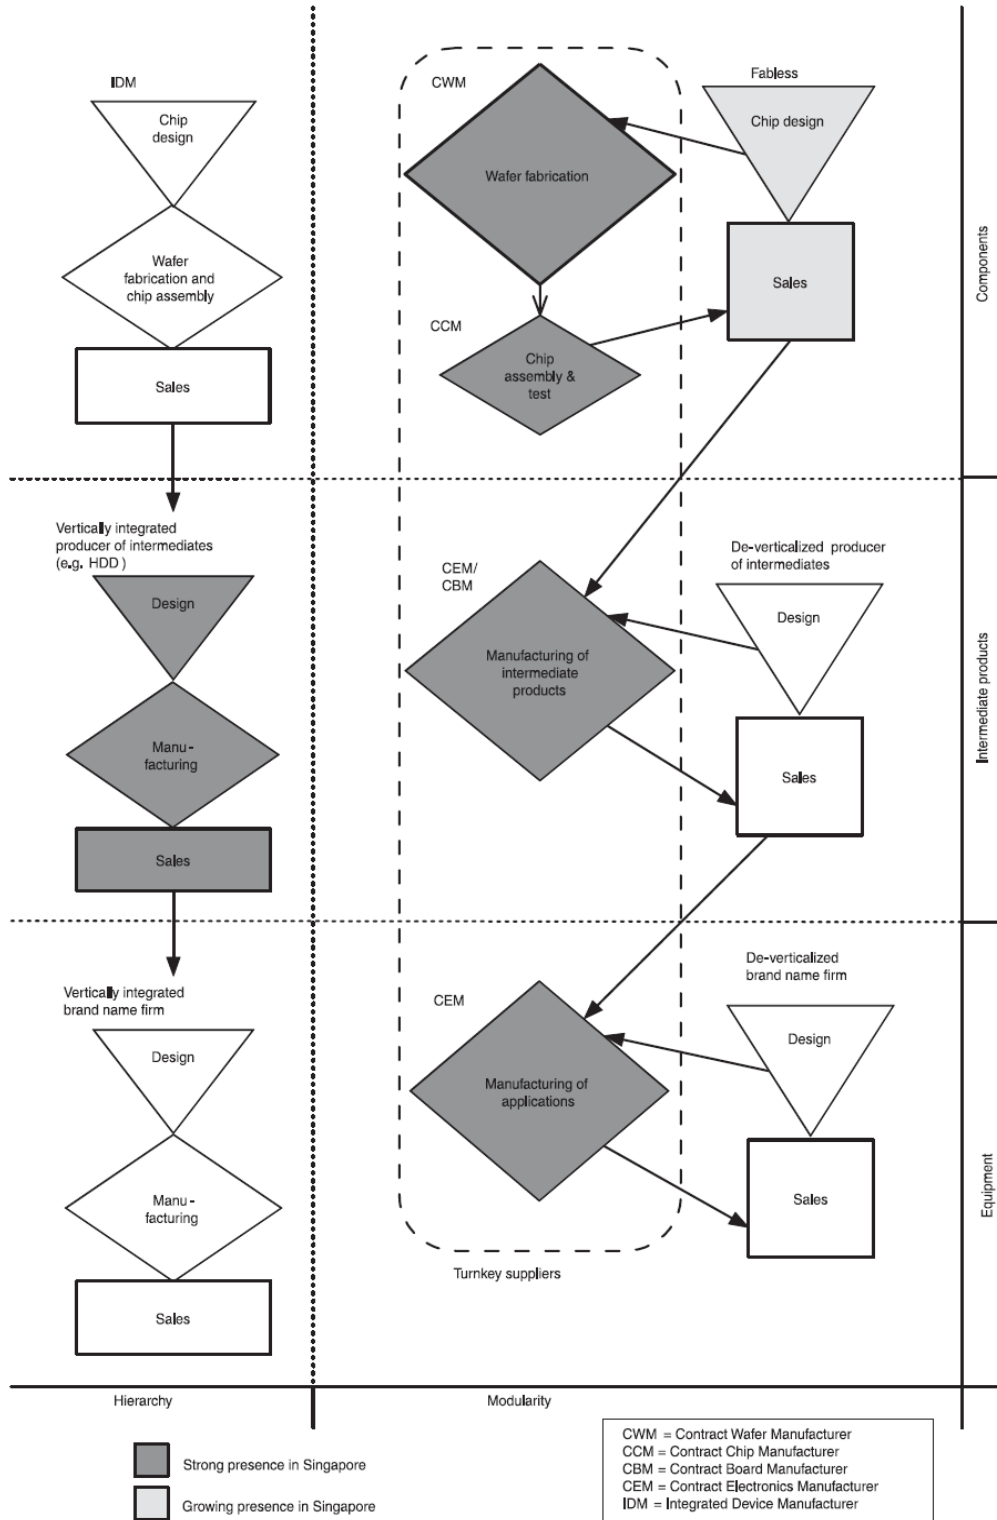 IDM
Chip
design
Wafer
fabrication and
chip assembly
Sales
CWM
Wafer fabrication
Fabless
Chip design
Sales
CCM
Chip
assembly &
test
Components
Vertically integrated
producer of intermediates
(e.g. HDD)
Design
Manu-
facturing
Sales
CEM/
CBM
Manufacturing of
intermediate
products
De-verticalized producer
of intermediates
Design
Sales
Intermediate products
Vertically integrated
brand name firm
Design
Manu-
facturing
Sales
CEM
Manufacturing of
applications
De-verticalized
brand name firm
Design
Sales
Equipment
Turnkey suppliers
Hierarchy
Modularity
Strong presence in Singapore
Growing presence in Singapore
CWM = Contract Wafer Manufacturer
CCM = Contract Chip Manufacturer
CBM = Contract Board Manufacturer
CEM = Contract Electronics Manufacturer
IDM = Integrated Device Manufacturer